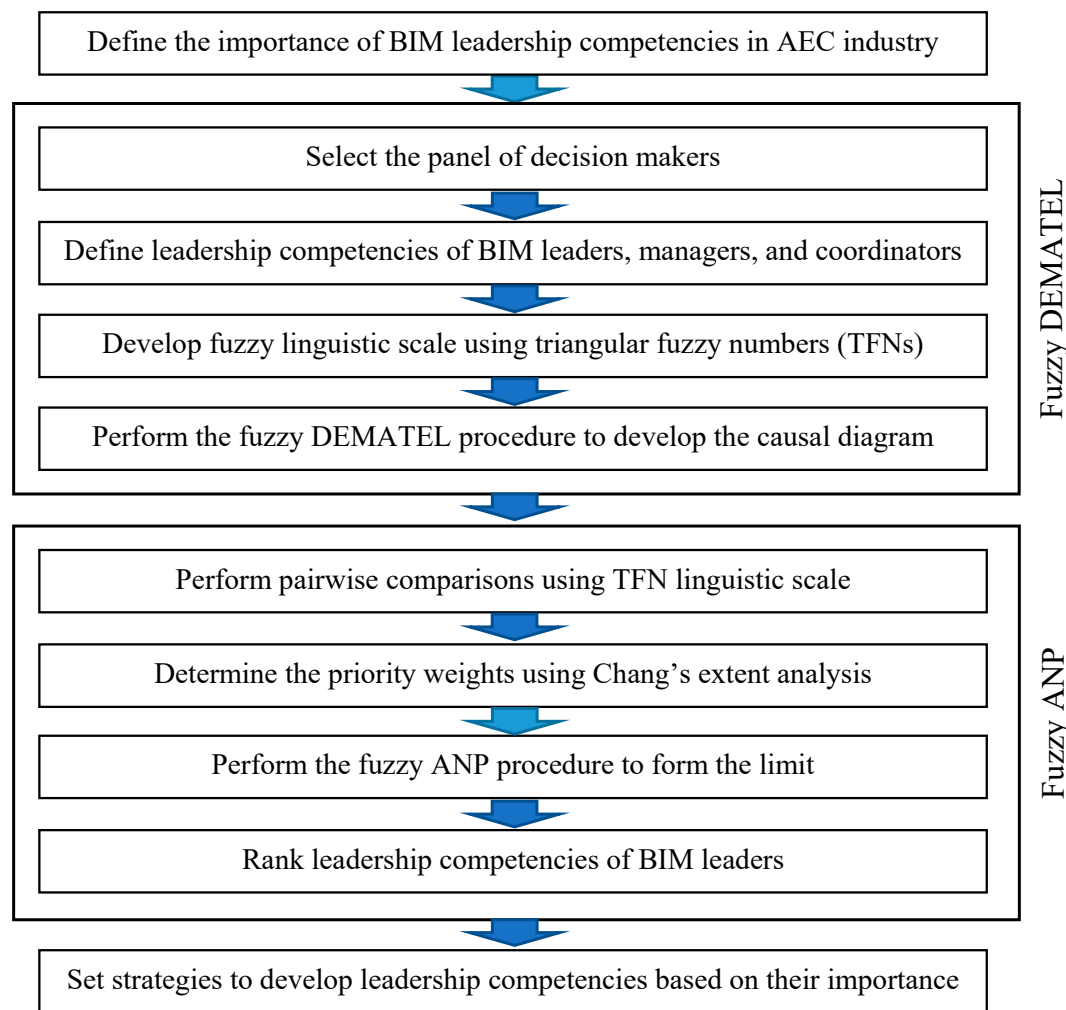 Define the importance of BIM leadership competencies in AEC industry
Select the panel of decision makers
Define leadership competencies of BIM leaders, managers, and coordinators
Develop fuzzy linguistic scale using triangular fuzzy numbers (TFNs)
Perform the fuzzy DEMATEL procedure to develop the causal diagram
Fuzzy DEMATEL
Perform pairwise comparisons using TFN linguistic scale
Determine the priority weights using Chang’s extent analysis
Perform the fuzzy ANP procedure to form the limit
Rank leadership competencies of BIM leaders
Fuzzy ANP
Set strategies to develop leadership competencies based on their importance